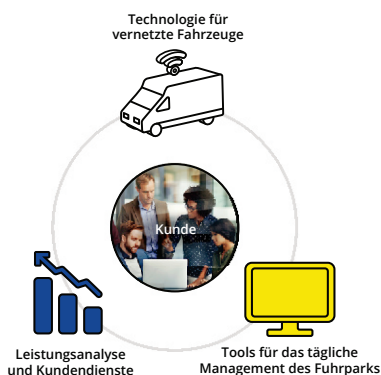 Technologie für
vernetzte Fahrzeuge
Kunde
Leistungsanalyse
und Kundendienste
Tools für das tägliche
Management des Fuhrparks